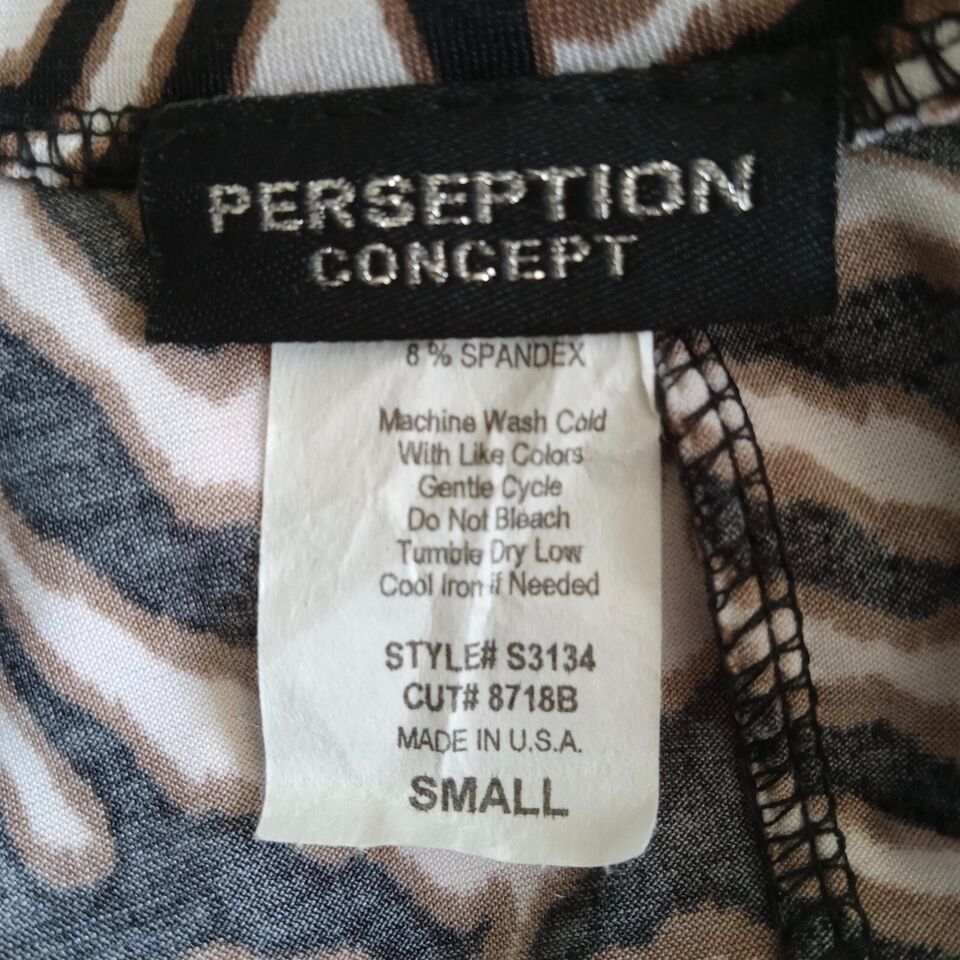 PERSEPTION
CONCEPT
8 % SPANDEX
Machine Wash Cold
With Like Colors
Gentle Cycle
Do Not Bleach
Tumble Dry Low
Cool Iron if Needed
STYLE# S3134
CUT# 8718B
MADE IN U.S.A.
SMALL